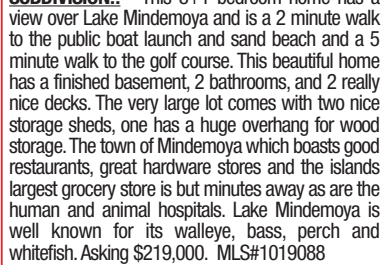 SUBDIVISION!! This 3+1 bedroom home has a
view over Lake Mindemoya and is a 2 minute walk
to the public boat launch and sand beach and a 5
minute walk to the golf course. This beautiful home
has a finished basement, 2 bathrooms, and 2 really
nice decks. The very large lot comes with two nice
storage sheds, one has a huge overhang for wood
storage. The town of Mindemoya which boasts good
restaurants, great hardware stores and the islands
largest grocery store is but minutes away as are the
human and animal hospitals. Lake Mindemoya is
well known for its walleye, bass, perch and
whitefish. Asking $219,000. MLS#1019088